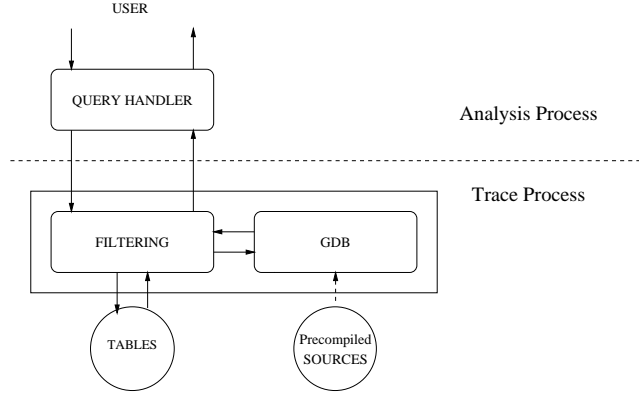 USER
QUERY HANDLER
Analysis Process
Trace Process
FILTERING
GDB
TABLES
Precompiled
SOURCES